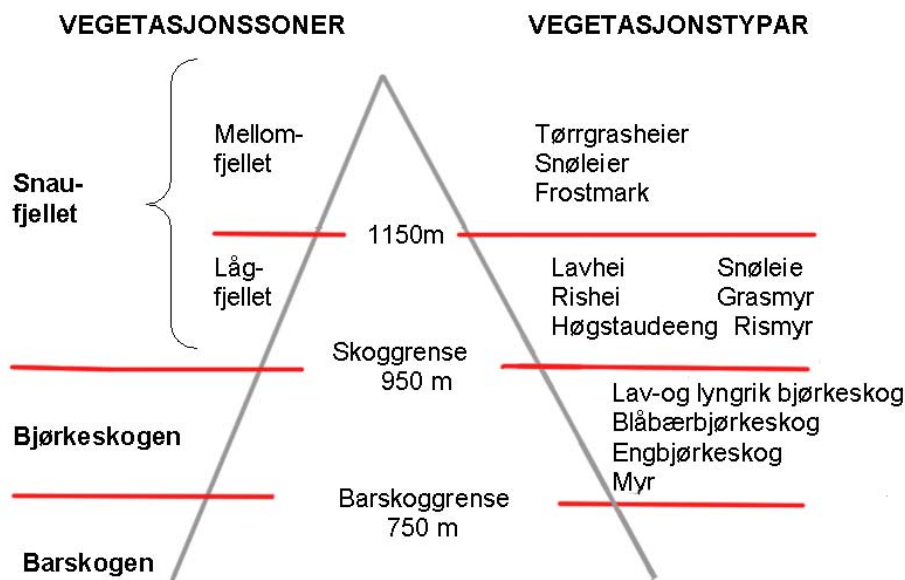 VEGETASJONSSONER
VEGETASJONSTYPAR
Snau-
fjellet
Mellom-
fjellet
Tørrgrasheier
Snøleier
Frostmark
1150m
Låg-
fjellet
Lavhei Snøleie
Rishei Grasmyr
Høgstaudeeng Rismyr
Skoggrense
950 m
Bjørkeskogen
Lav-og lyngrik bjørkeskog
Blåbærbjørkeskog
Engbjørkeskog
Myr
Barskoggrense
750 m
Barskogen